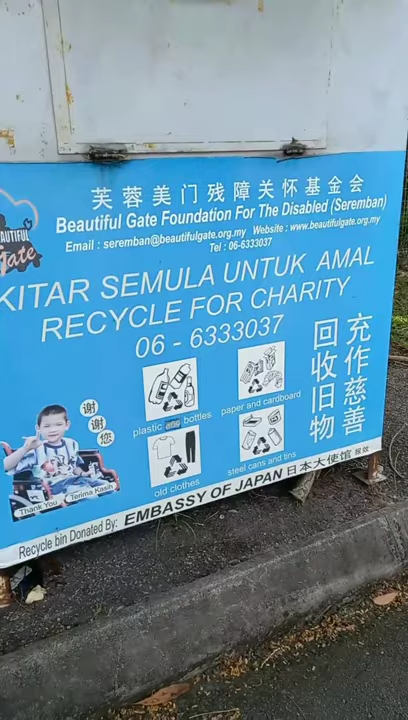 芙蓉美门残障关怀基金会
Beautiful Gate Foundation For The Disabled (Seremban)
Email : seremban@beautifulgate.org.my Website : www.beautifulgate.org.my
Tel : 06-6333037
BEAUTIFUL
Gate
KITAR SEMULA UNTUK AMAL
RECYCLE FOR CHARITY
06 - 6333037
plastic bottles
paper and cardboard
old clothes
steel cans and tins
充作慈善
回收旧物
谢谢您
Thank You
Terima Kasih
Recycle bin Donated By: EMBASSY OF JAPAN 日本大使馆